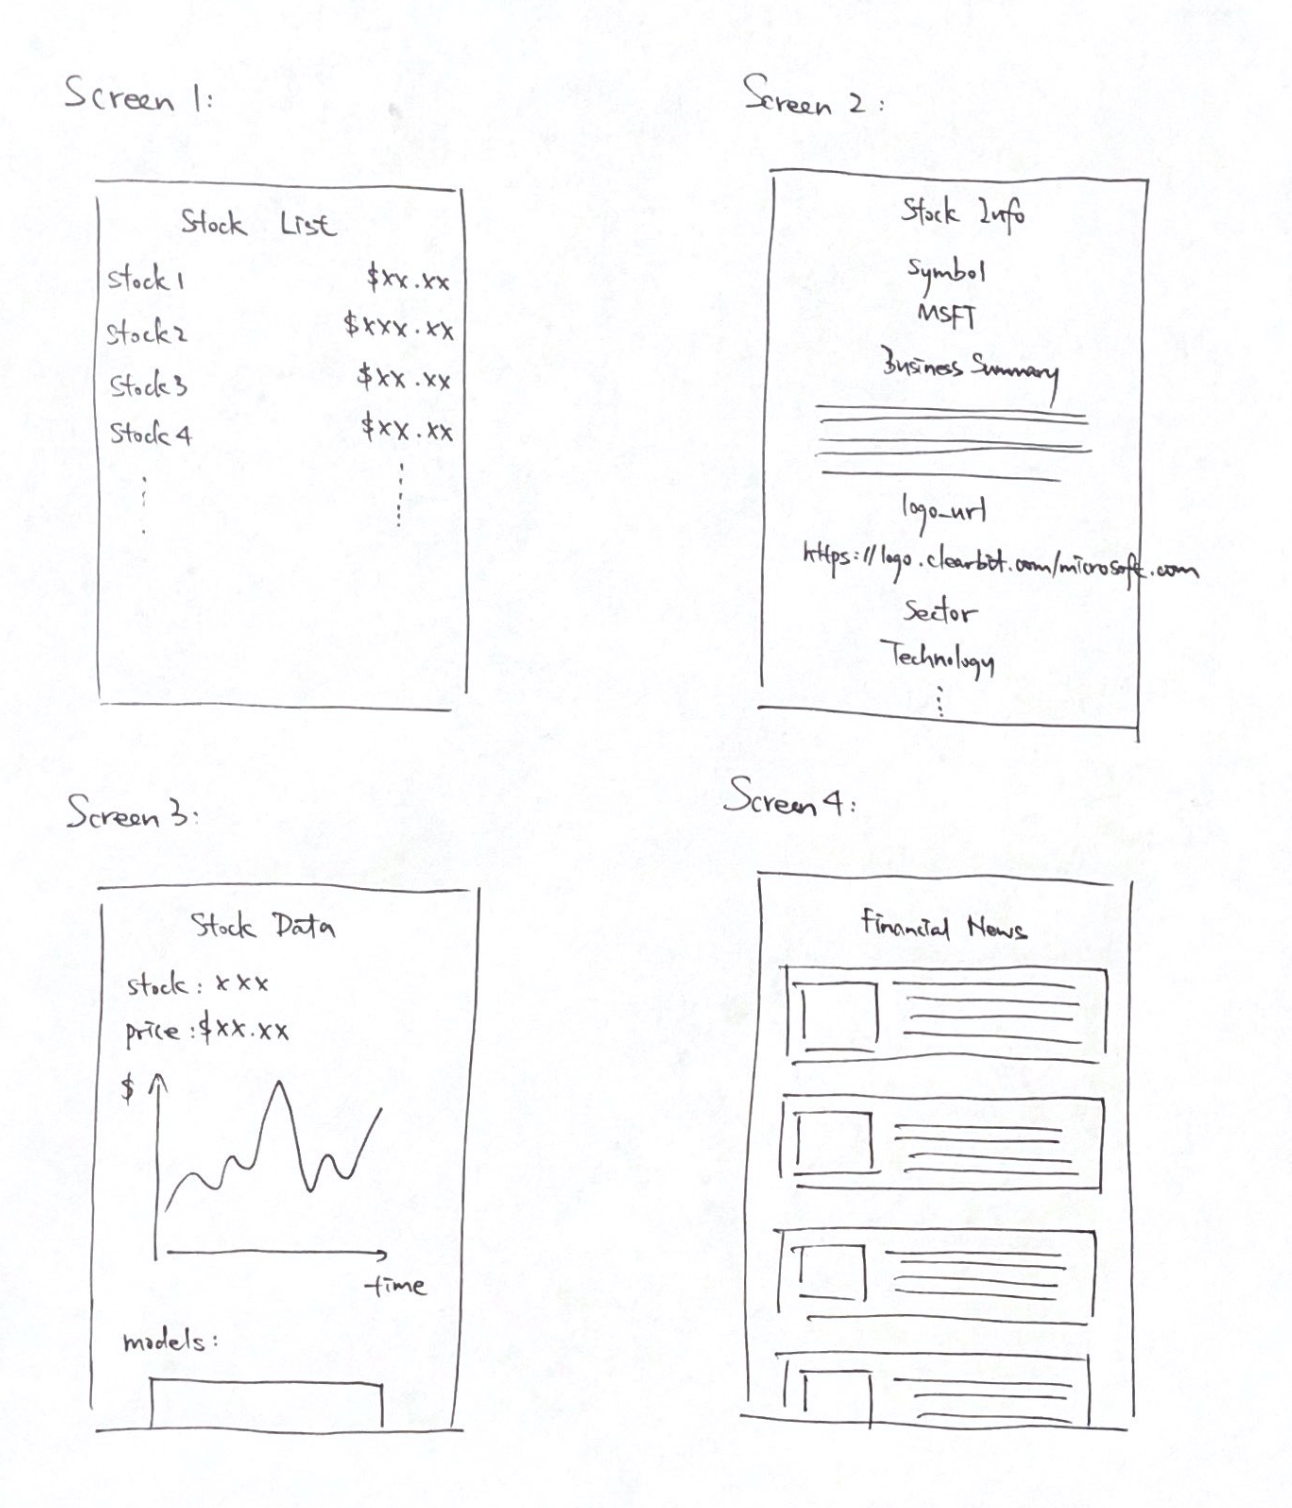 Screen 1:
Stock List
stock 1 $xx.xx
stock 2 $xxx.xx
stock 3 $xx.xx
stock 4 $xx.xx
Screen 2:
Stock Info
symbol
MSFT
Business Summary
logo_url
https://logo.clearbit.com/microsoft.com
Sector
Technology
Screen 3:
Stock Data
stock: xxx
price: $xx.xx
$
time
models:
Screen 4:
Financial News